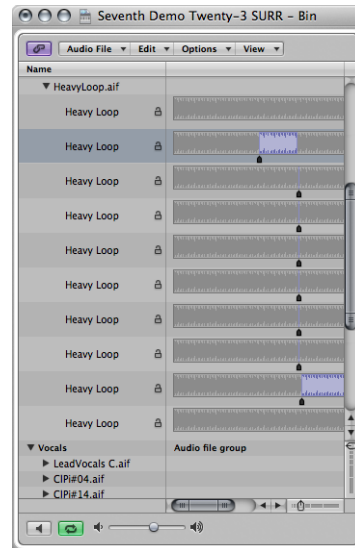 Seventh Demo Twenty-3 SURR – Bin
Audio File Edit Options View
Name
HeavyLoop.aif
Heavy Loop
Heavy Loop
Heavy Loop
Heavy Loop
Heavy Loop
Heavy Loop
Heavy Loop
Heavy Loop
Heavy Loop
Heavy Loop
Vocals Audio file group
LeadVocals C.aif
CIPi#04.aif
CIPi#14.aif